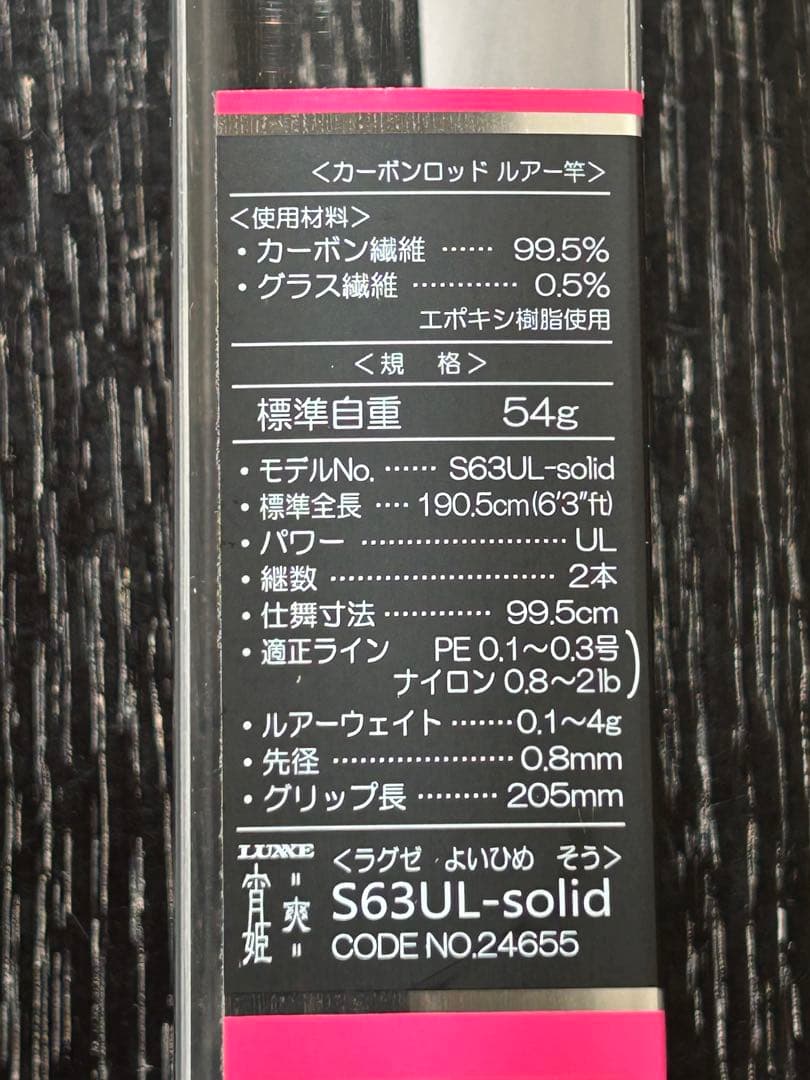 <カーボンロッド ルアー竿>
<使用材料>
・カーボン繊維 …… 99.5%
・グラス繊維 ………… 0.5%
エポキシ樹脂使用
<規 格>
標準自重 54g
・モデルNo. …… S63UL-solid
・標準全長 …. 190.5cm(6'3"ft)
・パワー …………………… UL
・継数 ……………………… 2本
・仕舞寸法 ………… 99.5cm
・適正ライン PE 0.1〜0.3号
ナイロン 0.8〜2lb)
・ルアーウェイト ……. 0.1〜4g
・先径 ………………… 0.8mm
・グリップ長 ……… 205mm
LUXXE <ラグゼ よいひめ そう>
宵姫 =爽= S63UL-solid
CODE NO.24655